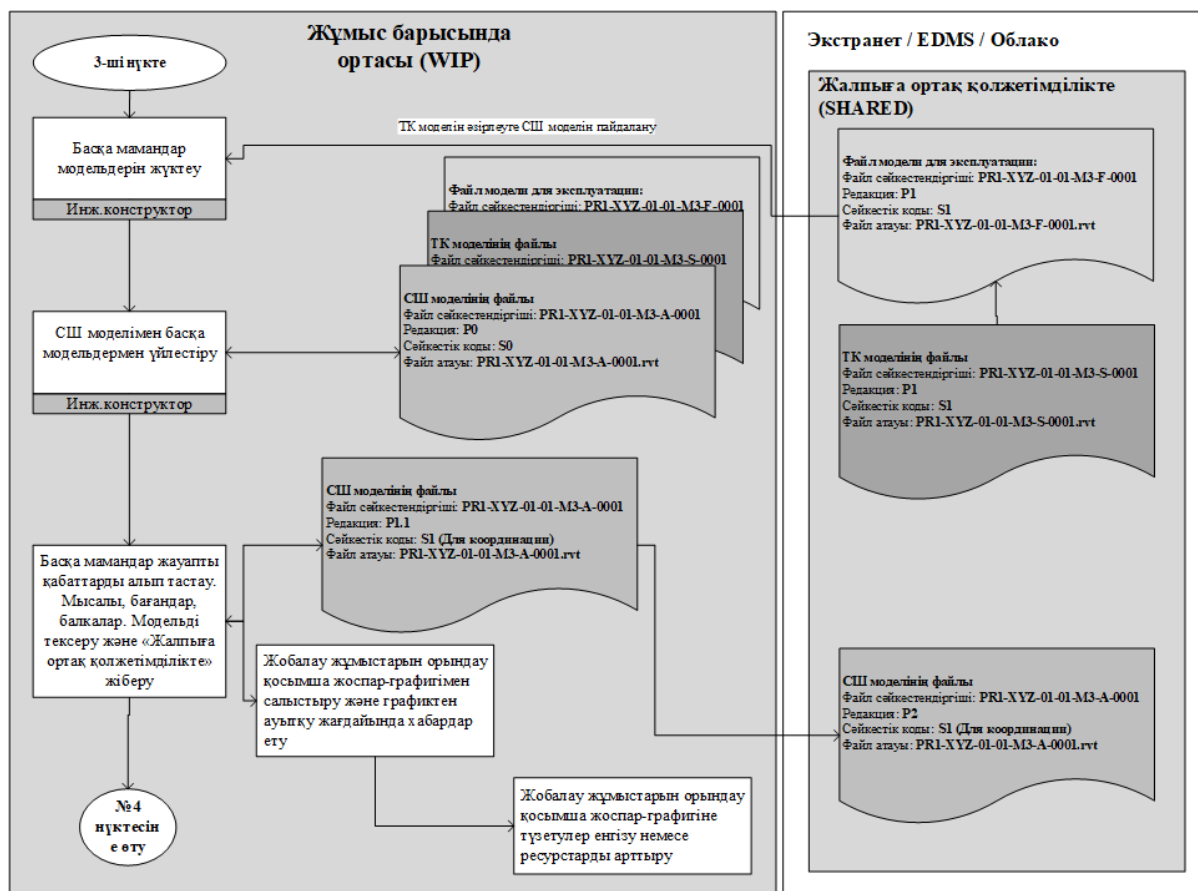 Жұмыс барысында
ортасы (WIP)
3-ші нүкте
Басқа мамандар
модельдерін жүктеу
Инж.конструктор
СШ моделімен басқа
модельдермен үйлестіру
Инж.конструктор
Басқа мамандар жауапты
қабаттарды алып тастау.
Мысалы, бағандар,
балкалар. Модельді
тексеру және «Жалпыға
ортақ қолжетімділікте»
жіберу
№4
нүктесін
е өту
ТК моделін әзірлеуге СШ моделін пайдалану
Файл модели для эксплуатации:
Файл сәйкестендіргіші: PR1-XYZ-01-01-M3-F-0001
ТК моделінің файлы
Файл сәйкестендіргіші: PR1-XYZ-01-01-M3-S-0001
СШ моделінің файлы
Файл сәйкестендіргіші: PR1-XYZ-01-01-M3-A-0001
Редакция: P0
Сәйкестік коды: S0
Файл атауы: PR1-XYZ-01-01-M3-A-0001.rvt
СШ моделінің файлы
Файл сәйкестендіргіші: PR1-XYZ-01-01-M3-A-0001
Редакция: P1.1
Сәйкестік коды: S1 (Для координации)
Файл атауы: PR1-XYZ-01-01-M3-A-0001.rvt
Жобалау жұмыстарын орындау
қосымша жоспар-графигімен
салыстыру және графиктен
ауытқу жағдайында хабардар
ету
Жобалау жұмыстарын орындау
қосымша жоспар-графигіне
түзетулер енгізу немесе
ресурстарды арттыру
Экстранет / EDMS / Облако
Жалпыға ортақ қолжетімділікте
(SHARED)
Файл модели для эксплуатации:
Файл сәйкестендіргіші: PR1-XYZ-01-01-M3-F-0001
Редакция: P1
Сәйкестік коды: S1
Файл атауы: PR1-XYZ-01-01-M3-F-0001.rvt
ТК моделінің файлы
Файл сәйкестендіргіші: PR1-XYZ-01-01-M3-S-0001
Редакция: P1
Сәйкестік коды: S1
Файл атауы: PR1-XYZ-01-01-M3-S-0001.rvt
СШ моделінің файлы
Файл сәйкестендіргіші: PR1-XYZ-01-01-M3-A-0001
Редакция: P2
Сәйкестік коды: S1 (Для координации)
Файл атауы: PR1-XYZ-01-01-M3-A-0001.rvt